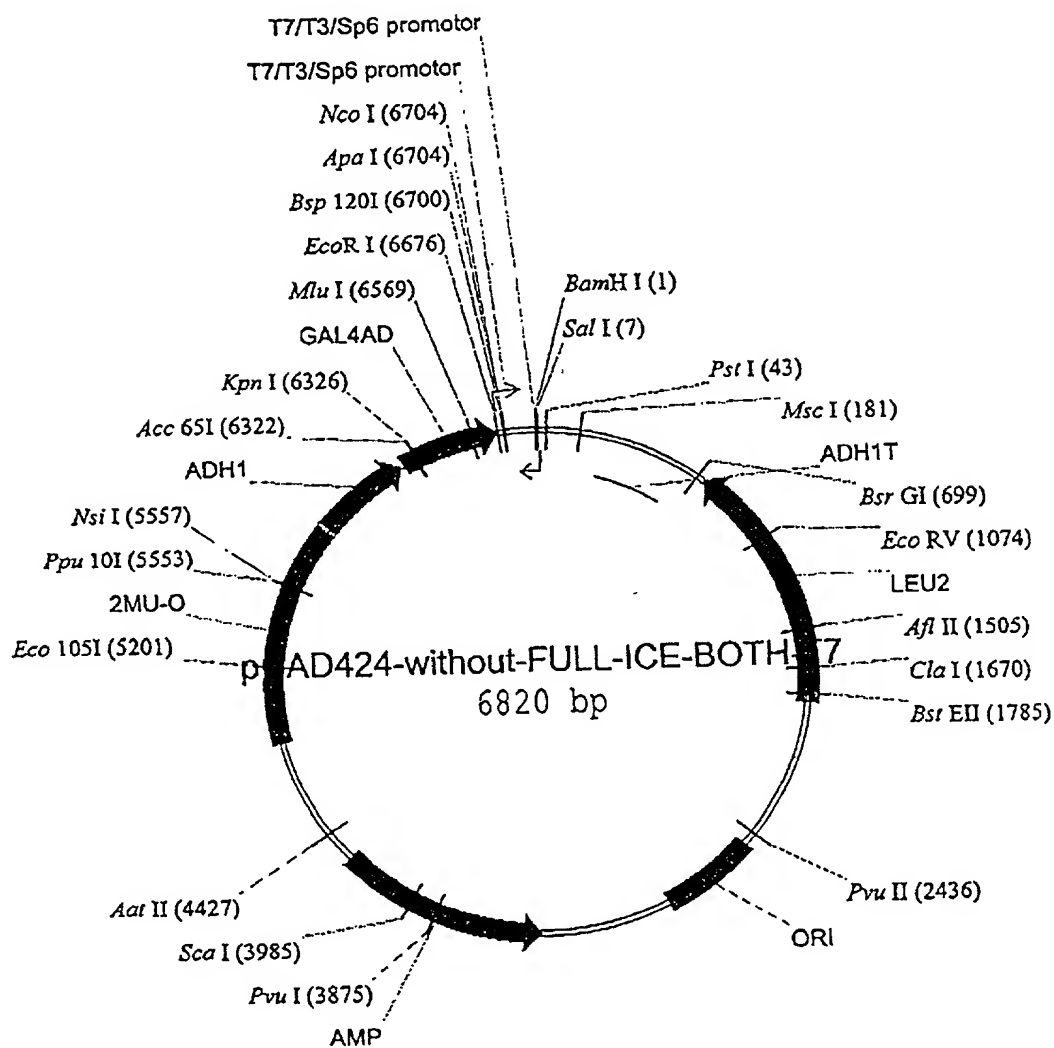 T7/T3/Sp6 promotor
T7/T3/Sp6 promotor
Nco I (6704)
Apa I (6704)
Bsp 120I (6700)
EcoR I (6676)
Mlu I (6569)
GAL4AD
Kpn I (6326)
Acc 65I (6322)
ADH1
Nsi I (5557)
Ppu 10I (5553)
2MU-O
Eco 105I (5201)
BamH I (1)
Sal I (7)
Pst I (43)
Msc I (181)
ADH1T
Bsr GI (699)
Eco RV (1074)
LEU2
Afl II (1505)
Cla I (1670)
Bst EII (1785)
AD424-without-FULL-ICE-BOTH
6820 bp
Aat II (4427)
Sca I (3985)
Pvu I (3875)
AMP
Pvu II (2436)
ORI